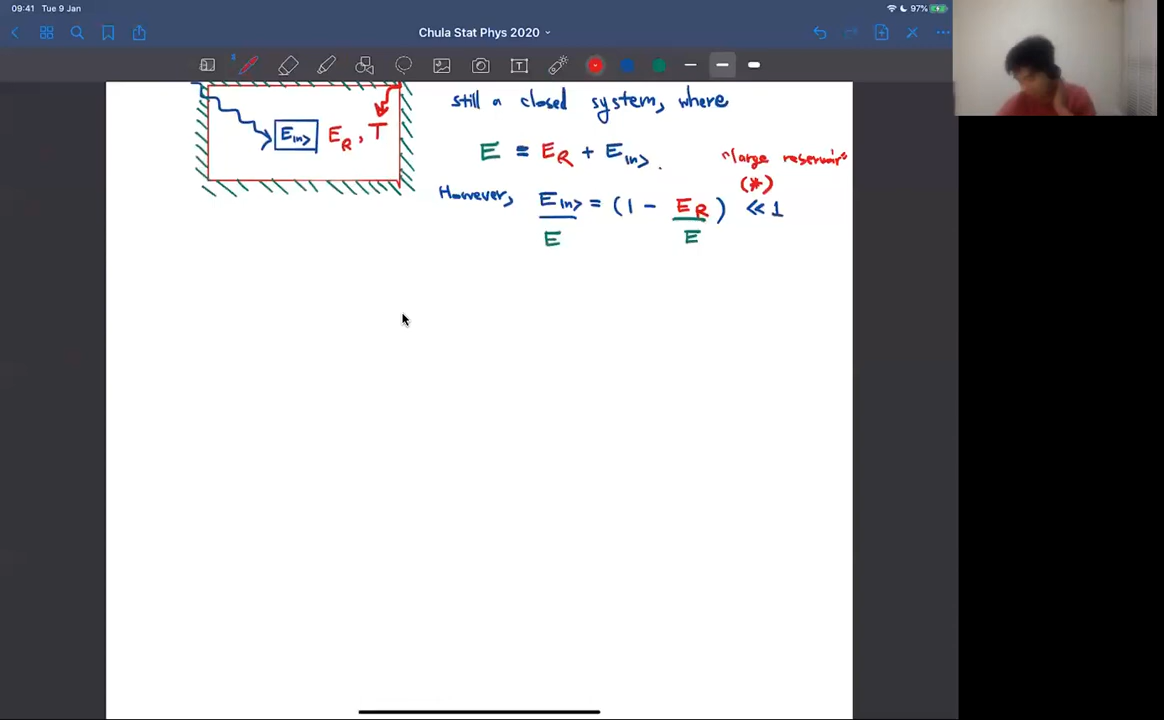 09:41 Tue 9 Jan
97%
Chula Stat Phys 2020
still a closed system, where
E_|n> E_R, T
E = E_R + E_|n>.
"large reservoir"
(*)
However, E_|n>/E = (1 - E_R/E) << 1